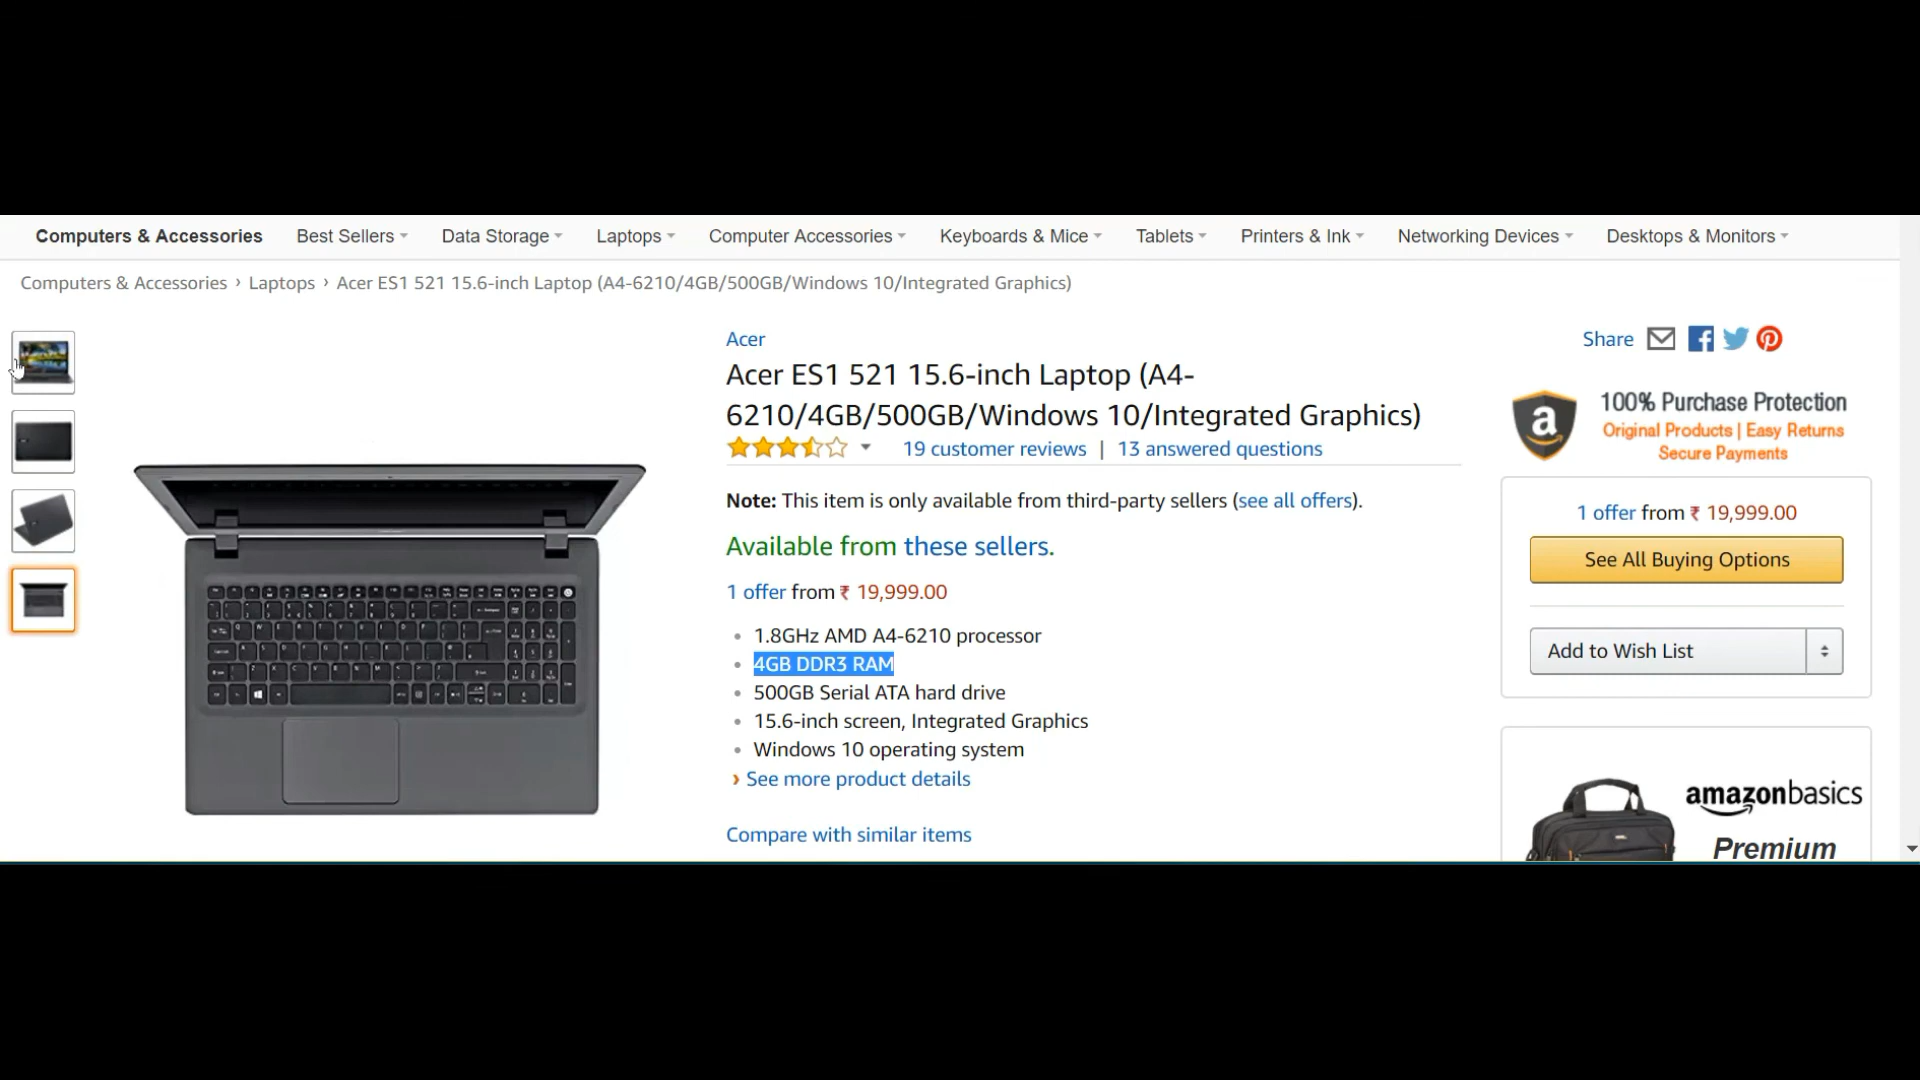 Computers & Accessories Best Sellers Data Storage Laptops Computer Accessories Keyboards & Mice Tablets Printers & Ink Networking Devices Desktops & Monitors
Computers & Accessories › Laptops › Acer ES1 521 15.6-inch Laptop (A4-6210/4GB/500GB/Windows 10/Integrated Graphics)
Acer
Acer ES1 521 15.6-inch Laptop (A4-
6210/4GB/500GB/Windows 10/Integrated Graphics)
19 customer reviews | 13 answered questions
Note: This item is only available from third-party sellers (see all offers).
Available from these sellers.
1 offer from ₹ 19,999.00
1.8GHz AMD A4-6210 processor
4GB DDR3 RAM
500GB Serial ATA hard drive
15.6-inch screen, Integrated Graphics
Windows 10 operating system
› See more product details
Compare with similar items
Share
a
100% Purchase Protection
Original Products | Easy Returns
Secure Payments
1 offer from ₹ 19,999.00
See All Buying Options
Add to Wish List
amazonbasics
Premium